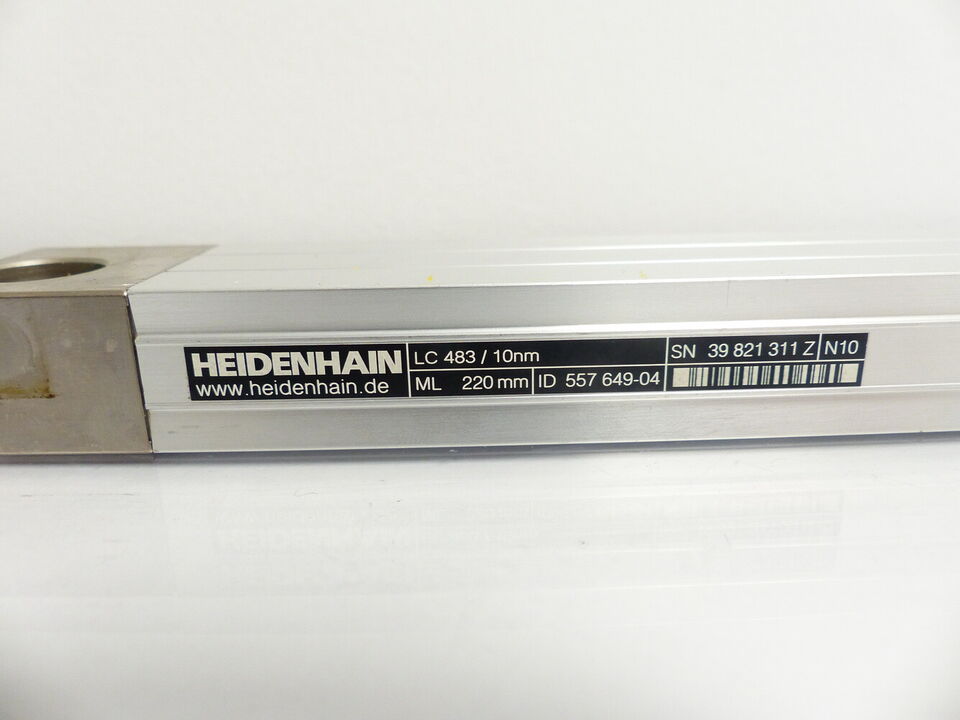 HEIDENHAIN
www.heidenhain.de
LC 483 / 10nm
ML 220 mm
ID 557 649-04
SN 39 821 311 Z
N10